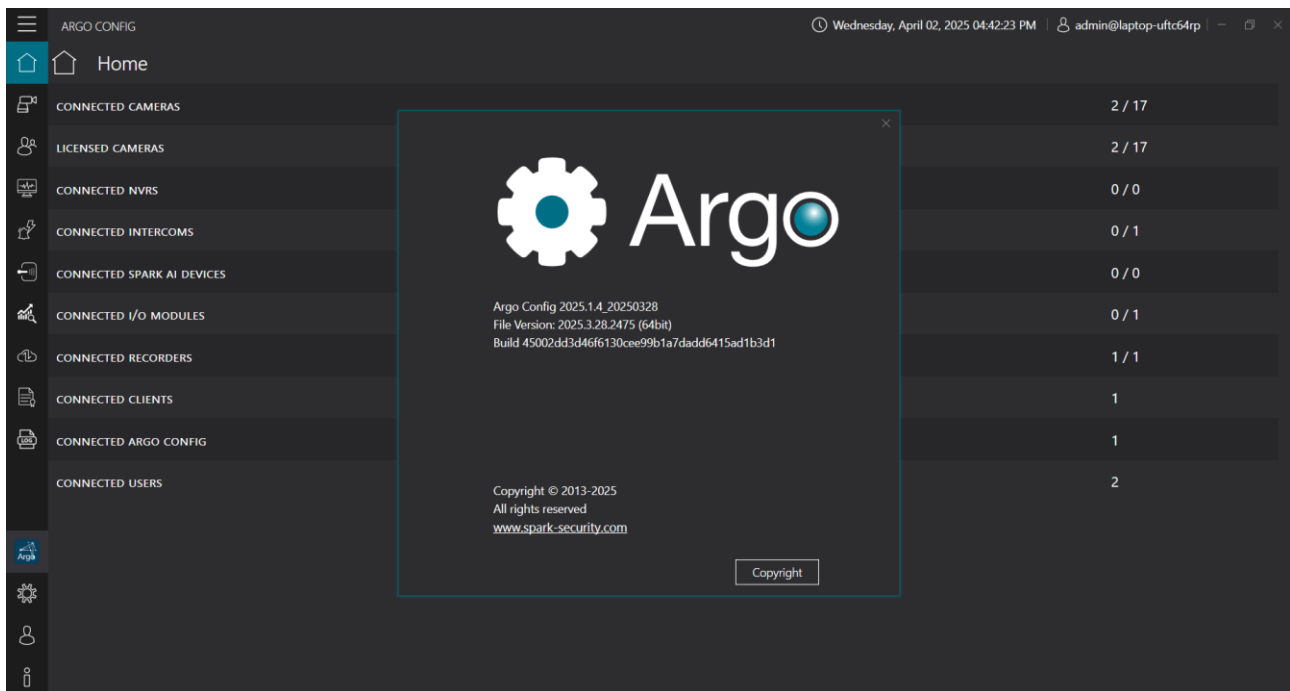 ARGO CONFIG
Wednesday, April 02, 2025 04:42:23 PM
admin@laptop-uftc64rp
Home
CONNECTED CAMERAS 2 / 17
LICENSED CAMERAS 2 / 17
CONNECTED NVRS 0 / 0
CONNECTED INTERCOMS 0 / 1
CONNECTED SPARK AI DEVICES 0 / 0
CONNECTED I/O MODULES 0 / 1
CONNECTED RECORDERS 1 / 1
CONNECTED CLIENTS 1
CONNECTED ARGO CONFIG 1
CONNECTED USERS 2
LOG
Argo
Argo
Argo Config 2025.1.4_20250328
File Version: 2025.3.28.2475 (64bit)
Build 45002dd3d46f6130cee99b1a7dadd6415ad1b3d1
Copyright © 2013-2025
All rights reserved
www.spark-security.com
Copyright